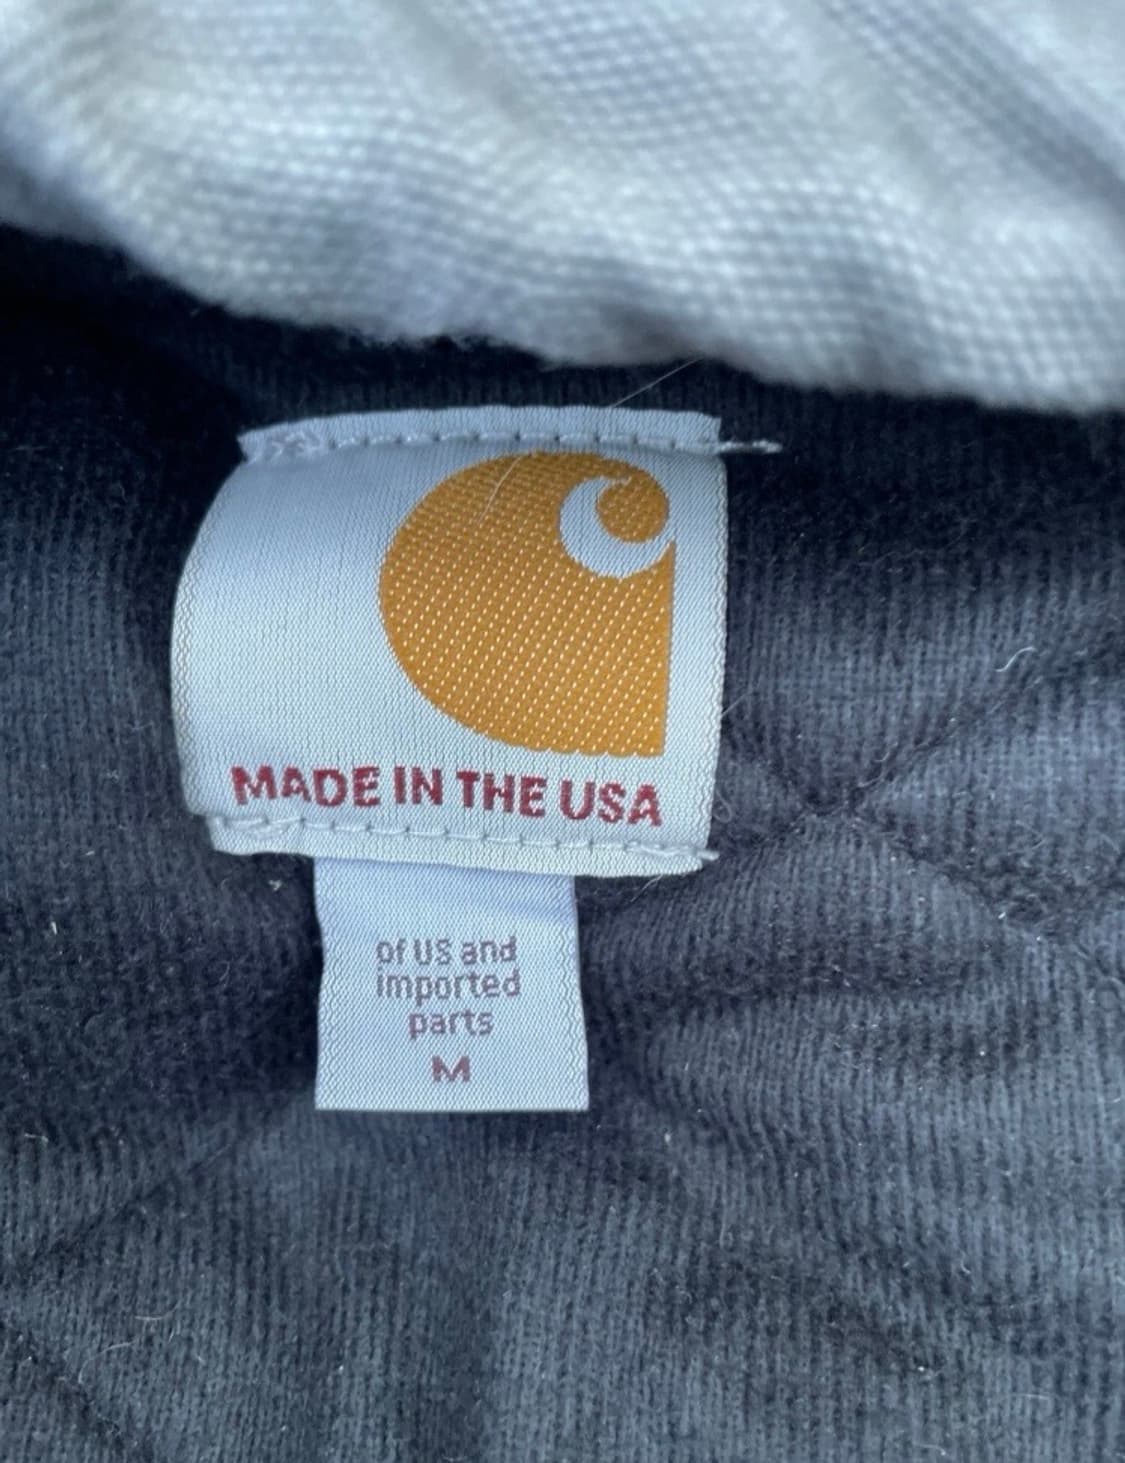 MADE IN THE USA
of US and
imported
parts
M